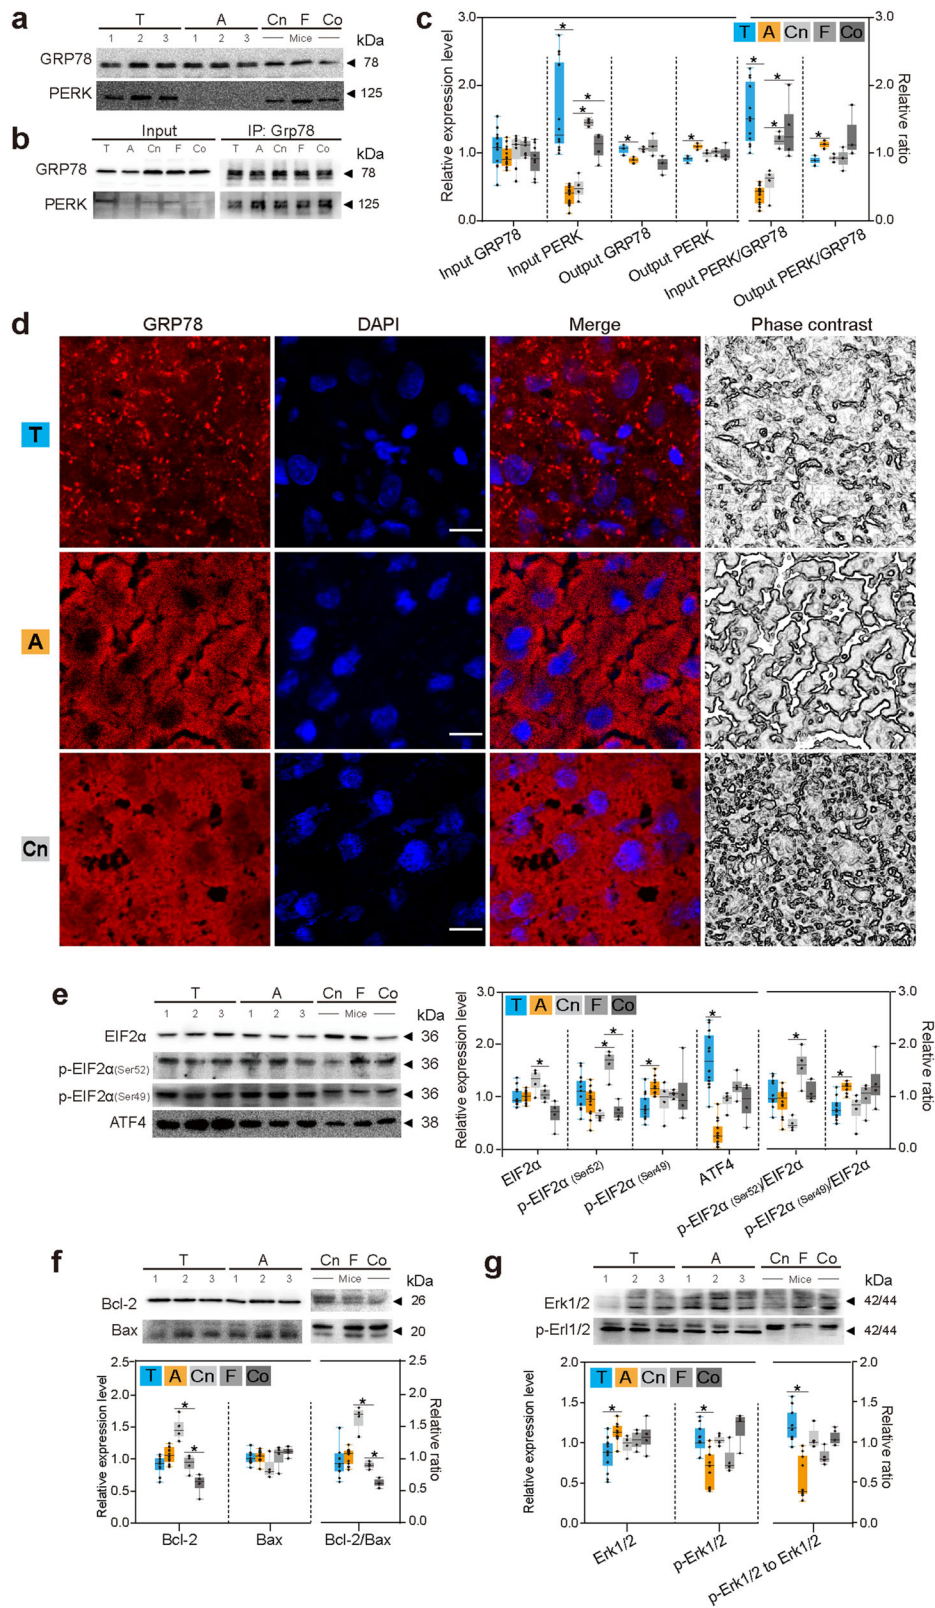 a
T A Cn F Co
1 2 3 1 2 3 Mice kDa
GRP78 78
PERK 125
b
Input IP: Grp78
T A Cn F Co T A Cn F Co kDa
GRP78 78
PERK 125
c
T A Cn F Co
Relative expression level
3.0
2.0
1.0
0.0
Relative ratio
3.0
2.0
1.0
0.0
* * * * * * * * * *
Input GRP78
Input PERK
Output GRP78
Output PERK
Input PERK/GRP78
Output PERK/GRP78
d
GRP78 DAPI Merge Phase contrast
T
A
Cn
e
T A Cn F Co
1 2 3 1 2 3 Mice kDa
EIF2α 36
p-EIF2α(Ser52) 36
p-EIF2α(Ser49) 36
ATF4 38
T A Cn F Co
Relative expression level
3.0
2.0
1.0
0.0
Relative ratio
3.0
2.0
1.0
0.0
* * * * * * *
EIF2α
p-EIF2α (Ser52)
p-EIF2α (Ser49)
ATF4
p-EIF2α (Ser52)/EIF2α
p-EIF2α (Ser49)/EIF2α
f
T A Cn F Co
1 2 3 1 2 3 Mice kDa
Bcl-2 26
Bax 20
T A Cn F Co
Relative expression level
2.5
2.0
1.5
1.0
0.5
0.0
Relative ratio
2.5
2.0
1.5
1.0
0.5
0.0
* * * *
Bcl-2 Bax Bcl-2/Bax
g
T A Cn F Co
1 2 3 1 2 3 Mice kDa
Erk1/2 42/44
p-Erl1/2 42/44
T A Cn F Co
Relative expression level
2.0
1.5
1.0
0.5
0.0
Relative ratio
2.0
1.5
1.0
0.5
0.0
* * *
Erk1/2
p-Erk1/2
p-Erk1/2 to Erk1/2